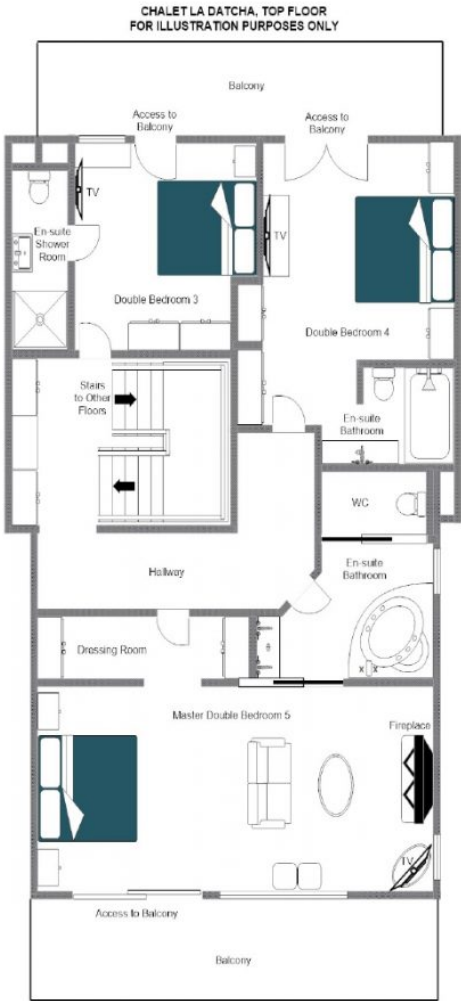 CHALET LA DATCHA, TOP FLOOR
FOR ILLUSTRATION PURPOSES ONLY
Balcony
Access to
Balcony
Access to
Balcony
TV
En-suite
Shower
Room
TV
Double Bedroom 3
Double Bedroom 4
Stairs
to Other
Floors
En-suite
Bathroom
WC
En-suite
Bathroom
Hallway
Dressing Room
Master Double Bedroom 5
Fireplace
TV
Access to Balcony
Balcony